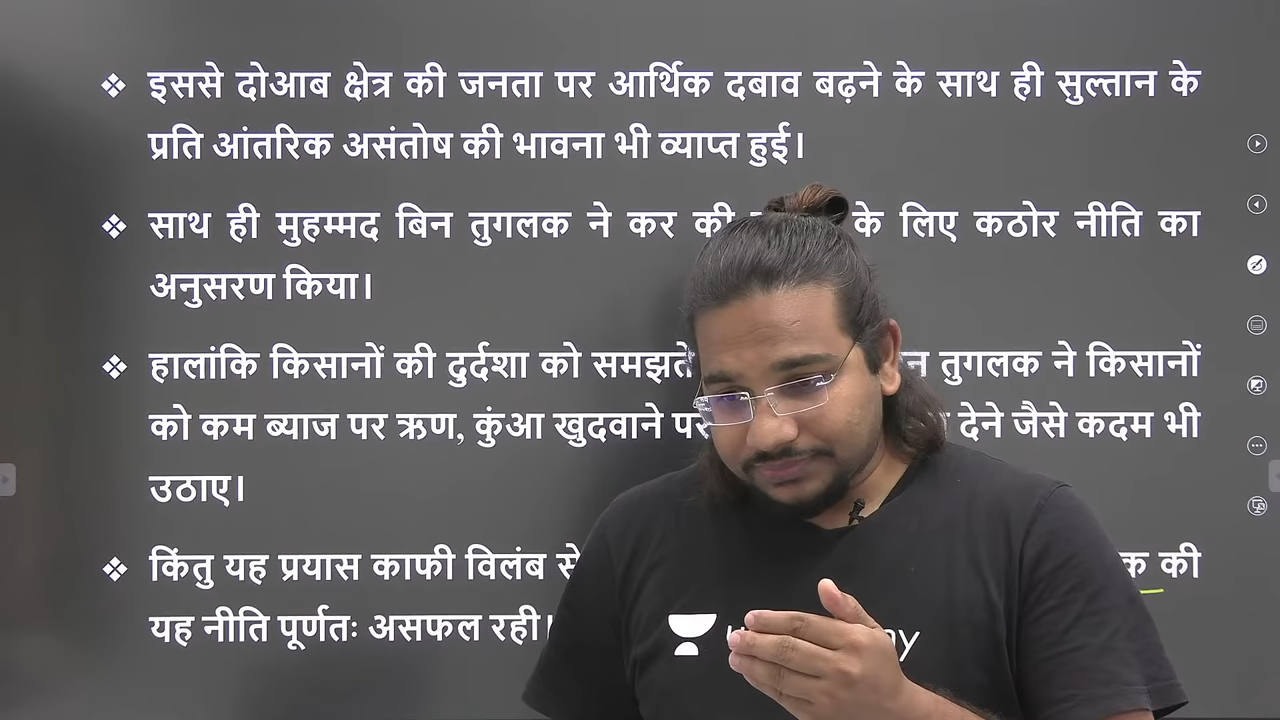 ❖ इससे दोआब क्षेत्र की जनता पर आर्थिक दबाव बढ़ने के साथ ही सुल्तान के
प्रति आंतरिक असंतोष की भावना भी व्याप्त हुई।
❖ साथ ही मुहम्मद बिन तुगलक ने कर की के लिए कठोर नीति का
अनुसरण किया।
❖ हालांकि किसानों की दुर्दशा को समझते तुगलक ने किसानों
को कम ब्याज पर ऋण, कुंआ खुदवाने देने जैसे कदम भी
उठाए।
❖ किंतु यह प्रयास काफी विलंब से की
यह नीति पूर्णतः असफल रही।